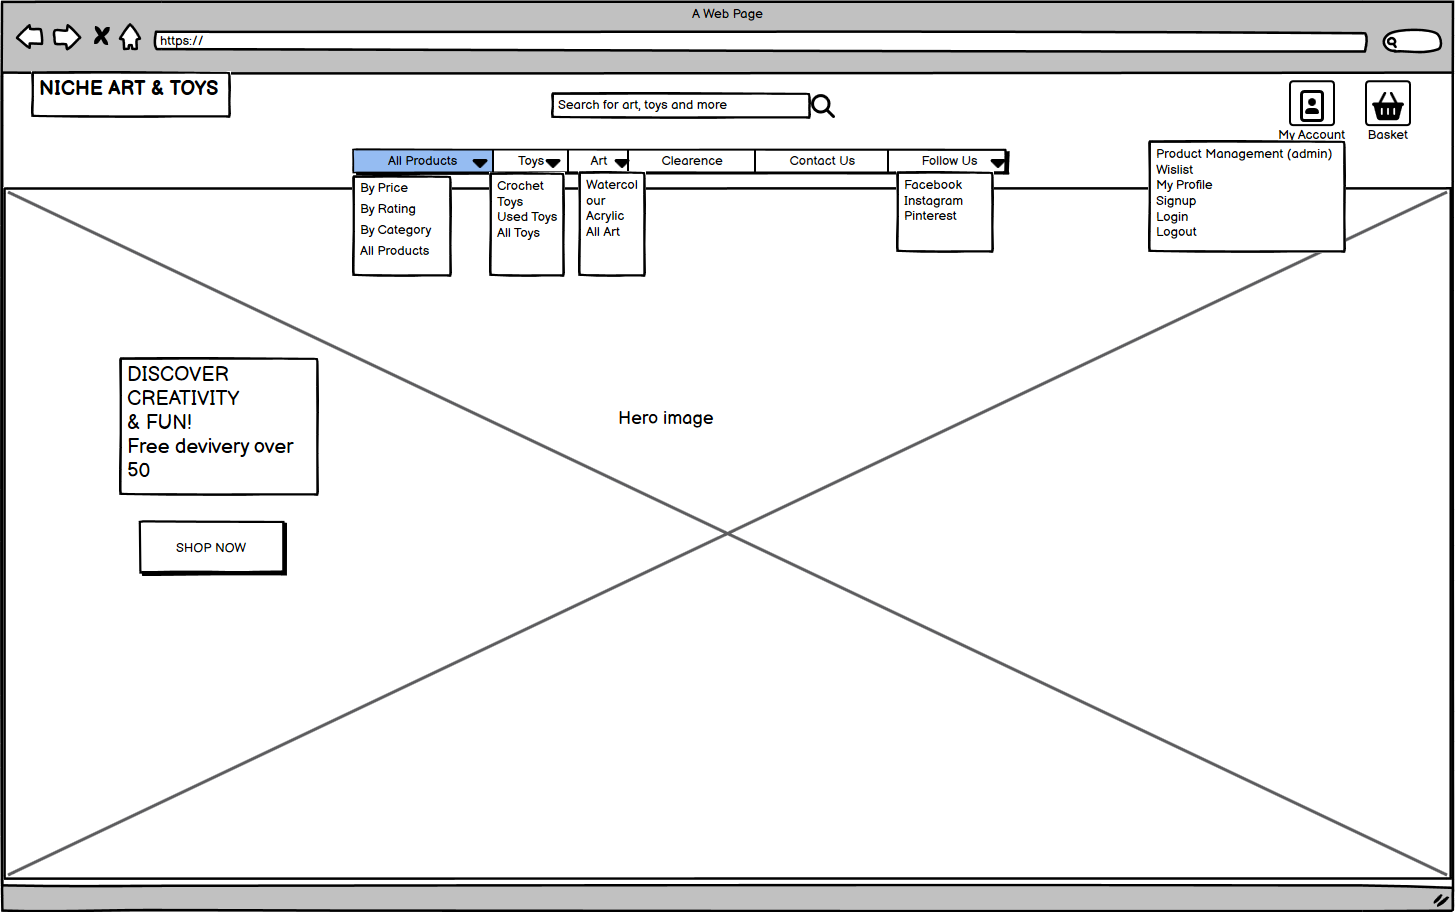 A Web Page
https://
NICHE ART & TOYS
Search for art, toys and more
My Account
Basket
All Products
Toys
Art
Clearence
Contact Us
Follow Us
By Price
By Rating
By Category
All Products
Crochet
Toys
Used Toys
All Toys
Watercol
our
Acrylic
All Art
Facebook
Instagram
Pinterest
Product Management (admin)
Wislist
My Profile
Signup
Login
Logout
DISCOVER
CREATIVITY
& FUN!
Free devivery over
50
Hero image
SHOP NOW